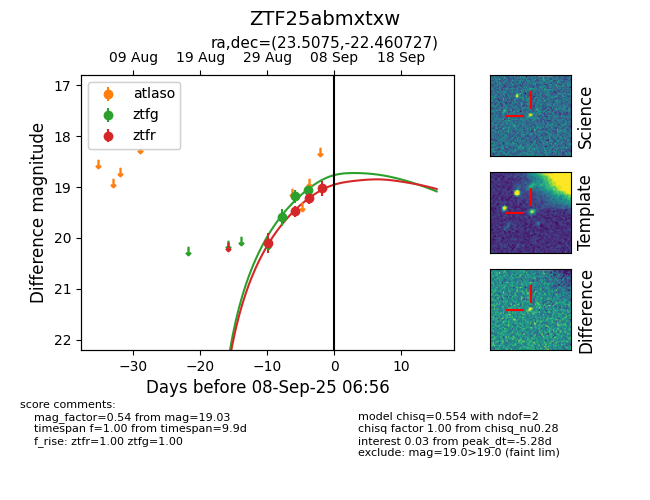 ZTF25abmxtxw
ra,dec=(23.5075,-22.460727)
09 Aug 19 Aug 29 Aug 08 Sep 18 Sep
atlaso
ztfg
ztfr
17
18
19
20
21
22
Difference magnitude
−30 −20 −10 0 10
Days before 08-Sep-25 06:56
Science
Template
Difference
score comments:
mag_factor=0.54 from mag=19.03
timespan f=1.00 from timespan=9.9d
f_rise: ztfr=1.00 ztfg=1.00
model chisq=0.554 with ndof=2
chisq factor 1.00 from chisq_nu0.28
interest 0.03 from peak_dt=-5.28d
exclude: mag=19.0>19.0 (faint lim)